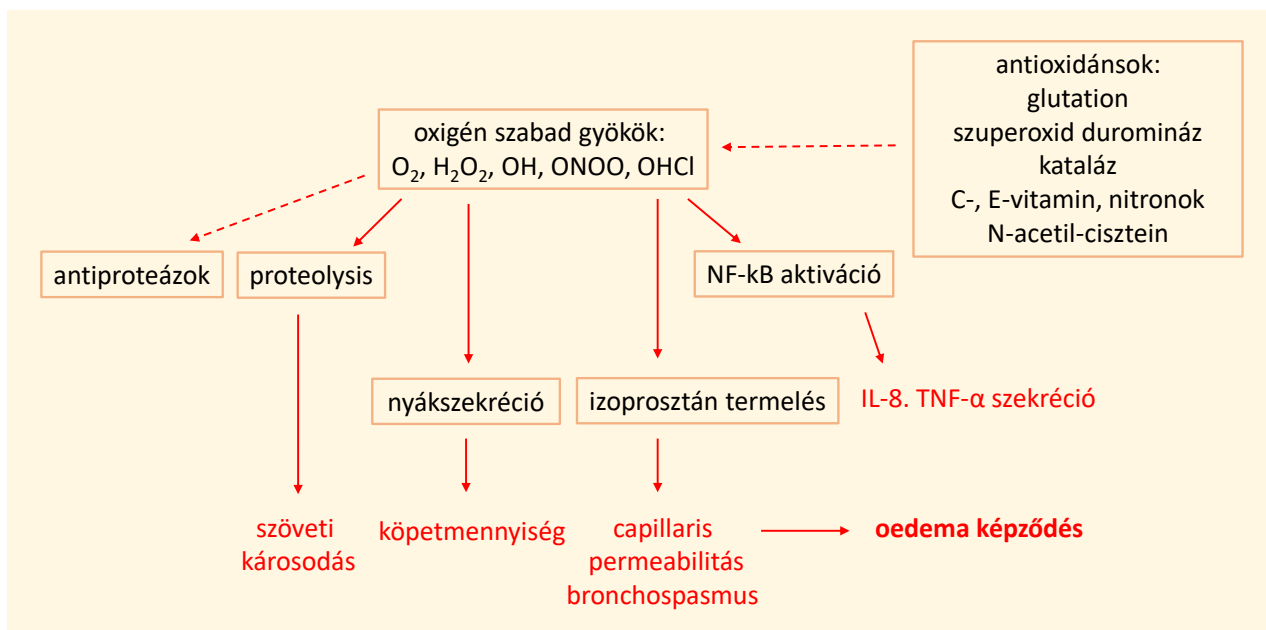 antioxidánsok:
glutation
szuperoxid duromináz
kataláz
C-, E-vitamin, nitronok
N-acetil-cisztein
oxigén szabad gyökök:
O₂, H₂O₂, OH, ONOO, OHCl
antiproteázok
proteolysis
NF-kB aktiváció
nyákszekréció
izoprosztán termelés
IL-8. TNF-α szekréció
szöveti
károsodás
köpetmennyiség
capillaris
permeabilitás
bronchospasmus
oedema képződés